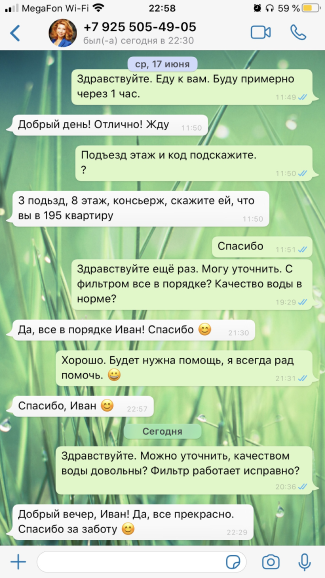 MegaFon Wi-Fi 22:58 59 %
+7 925 505-49-05
был(-а) сегодня в 22:30
ср, 17 июня
Здравствуйте. Еду к вам. Буду примерно
через 1 час.
11:49
Добрый день! Отлично! Жду
11:50
Подъезд этаж и код подскажите.
?
11:50
3 подьзд, 8 этаж, консьерж, скажите ей, что
вы в 195 квартиру
11:50
Спасибо
11:51
Здравствуйте ещё раз. Могу уточнить. С
фильтром все в порядке? Качество воды в
норме?
19:29
Да, все в порядке Иван! Спасибо 😊
21:30
Хорошо. Будет нужна помощь, я всегда рад
помочь. 😊
21:31
Спасибо, Иван 😊
22:57
Сегодня
Здравствуйте. Можно уточнить, качеством
воды довольны? Фильтр работает исправно?
20:36
Добрый вечер, Иван! Да, все прекрасно.
Спасибо за заботу 😊
22:29